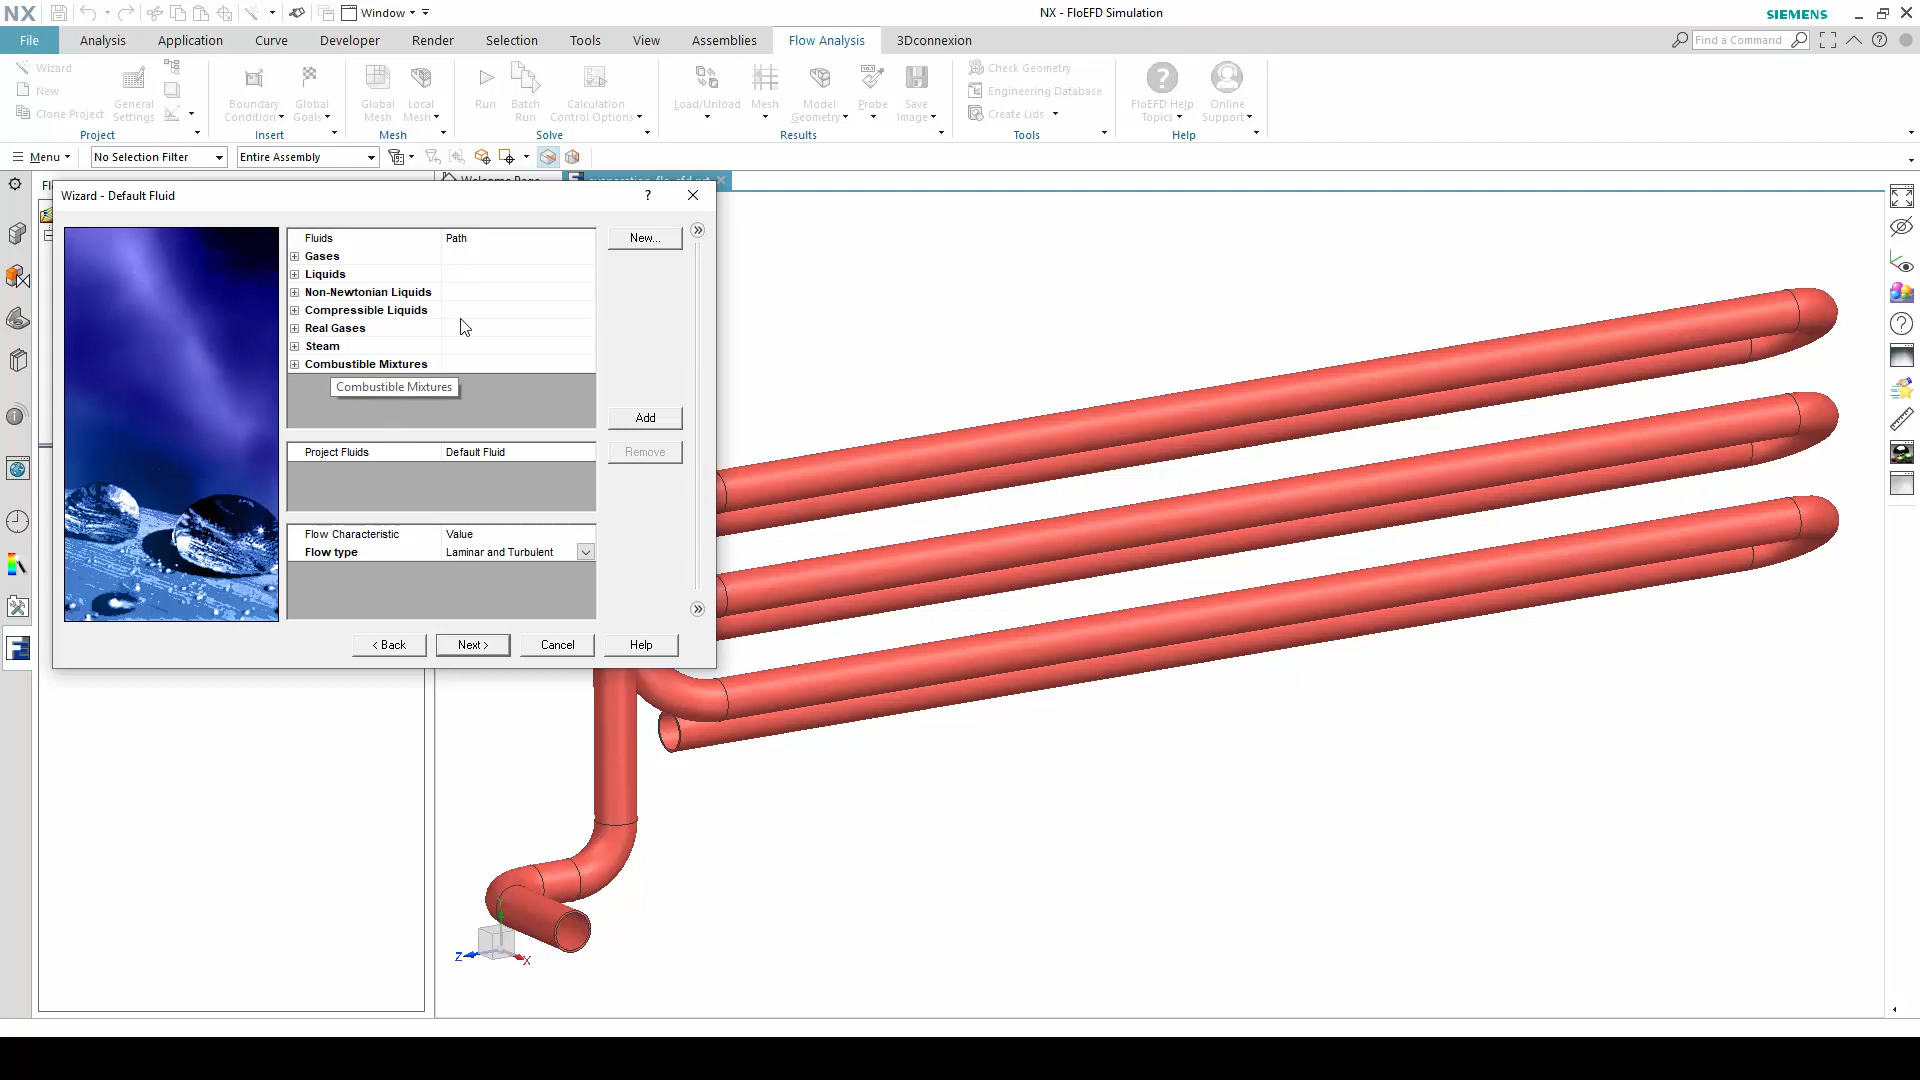 NX
Window
NX - FloEFD Simulation
SIEMENS
File
Analysis
Application
Curve
Developer
Render
Selection
Tools
View
Assemblies
Flow Analysis
3Dconnexion
Find a Command
Wizard
New
Clone Project
General Settings
Boundary Condition
Global Goals
Global Mesh
Local Mesh
Run
Batch Run
Calculation Control Options
Load/Unload
Mesh
Model Geometry
Probe
Save Image
Check Geometry
Engineering Database
Create Lids
FloEFD Help Topics
Online Support
Project
Insert
Mesh
Solve
Results
Tools
Help
Menu
No Selection Filter
Entire Assembly
Wizard - Default Fluid
?
Fluids Path
Gases
Liquids
Non-Newtonian Liquids
Compressible Liquids
Real Gases
Steam
Combustible Mixtures
Combustible Mixtures
New...
Add
Project Fluids Default Fluid
Remove
Flow Characteristic Value
Flow type Laminar and Turbulent
< Back
Next >
Cancel
Help
Z
X